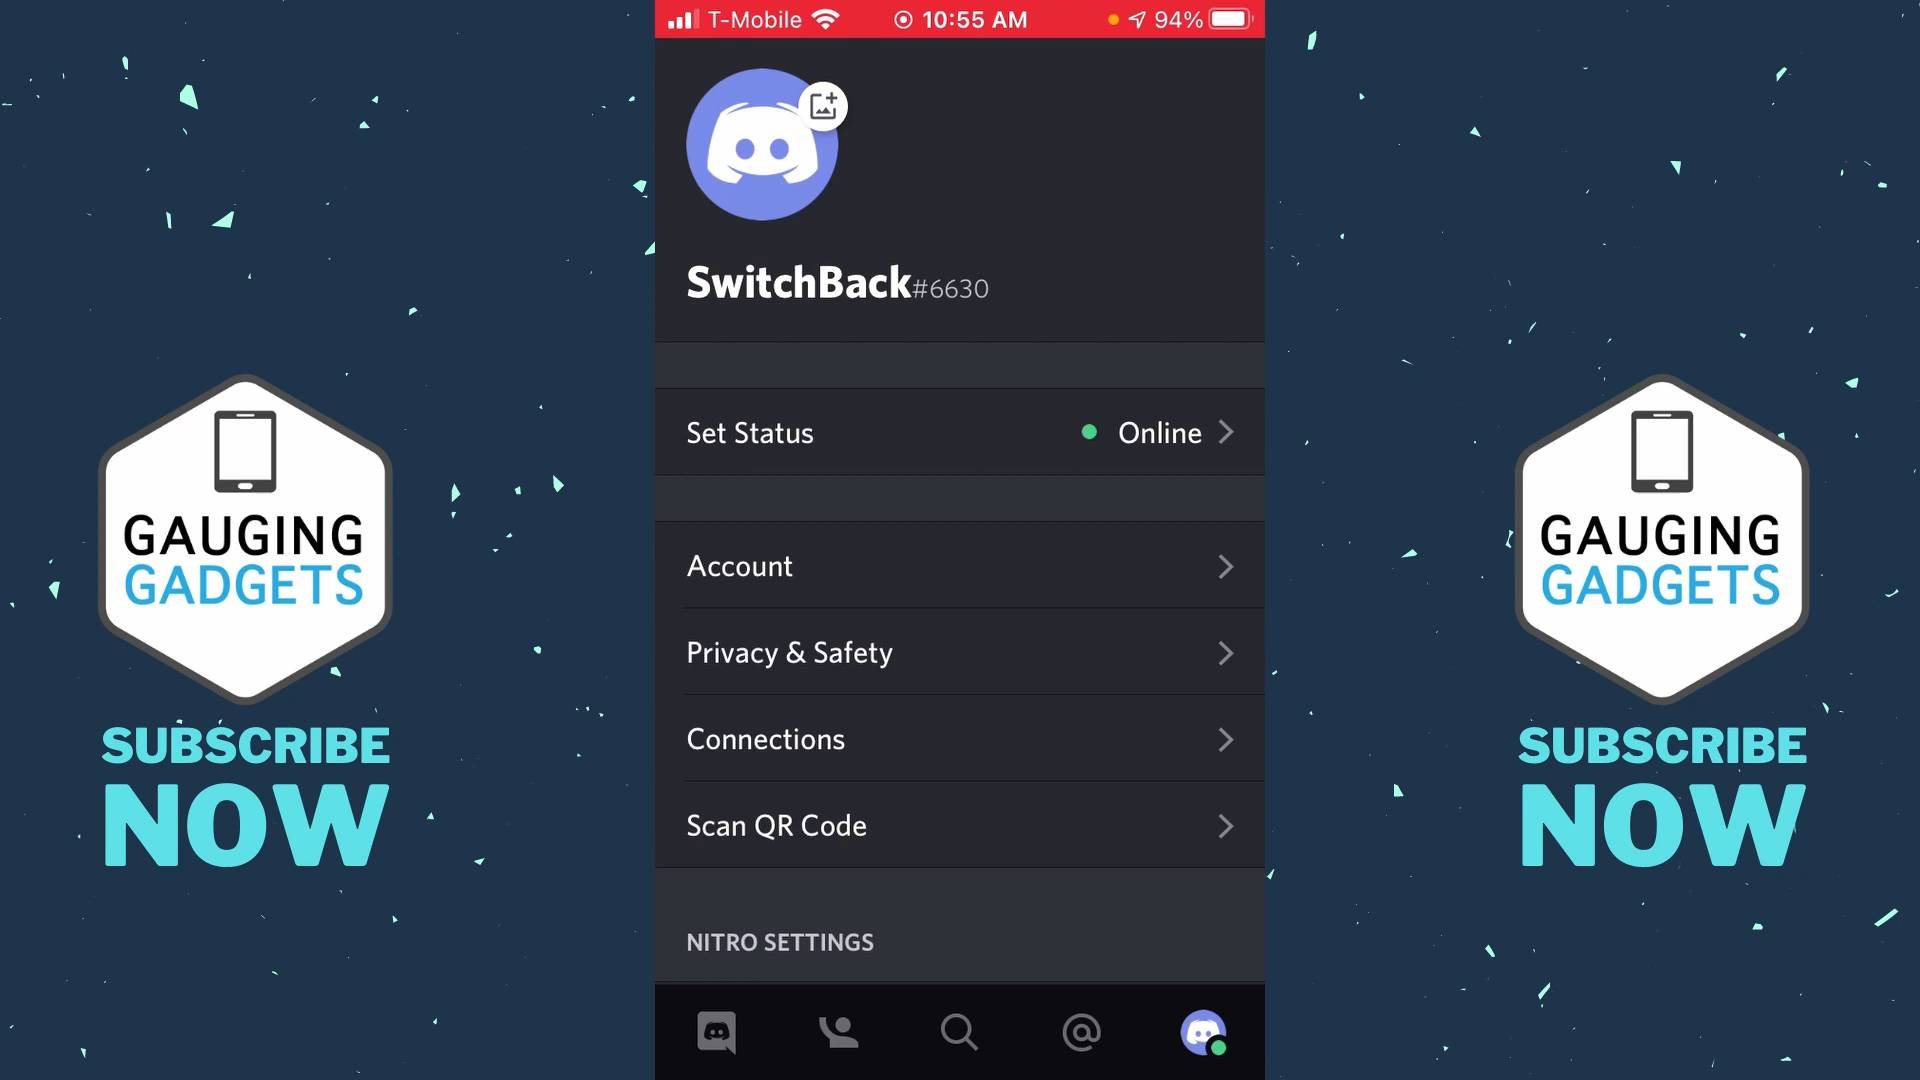 T-Mobile 10:55 AM 94%
SwitchBack#6630
Set Status Online
Account
Privacy & Safety
Connections
Scan QR Code
NITRO SETTINGS
@
GAUGING
GADGETS
SUBSCRIBE
NOW
GAUGING
GADGETS
SUBSCRIBE
NOW